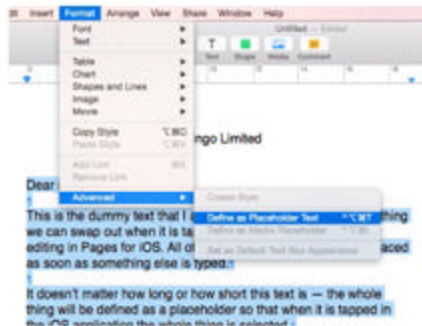 Insert Format Arrange View Share Window Help
Untitled — Edited
Font
Text
Text Shape Media Comment
Table
Chart
Shapes and Lines
Image
Movie
Copy Style ⌥⌘C
Paste Style ⌥⌘V
ngo Limited
Add Link ⌘K
Remove Link
Dear
Advanced
Create Style
Define as Placeholder Text ^⌥⌘T
Define as Media Placeholder
Set as Default Text Box Appearance
This is the dummy text that I thing
we can swap out when it is ta
editing in Pages for iOS. All of aced
as soon as something else is typed.
It doesn't matter how long or how short this text is — the whole
thing will be defined as a placeholder so that when it is tapped in
the iOS application the whole thing is selected.